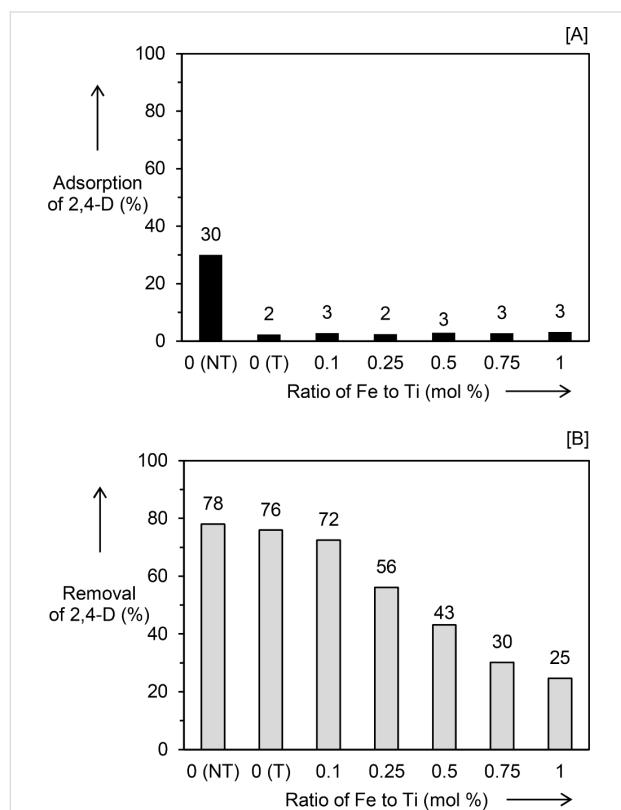 [A]
100
80
60
40
20
0
Adsorption
of 2,4-D (%)
30
2
3
2
3
3
3
0 (NT) 0 (T) 0.1 0.25 0.5 0.75 1
Ratio of Fe to Ti (mol %)
[B]
100
80
60
40
20
0
Removal
of 2,4-D (%)
78
76
72
56
43
30
25
0 (NT) 0 (T) 0.1 0.25 0.5 0.75 1
Ratio of Fe to Ti (mol %)